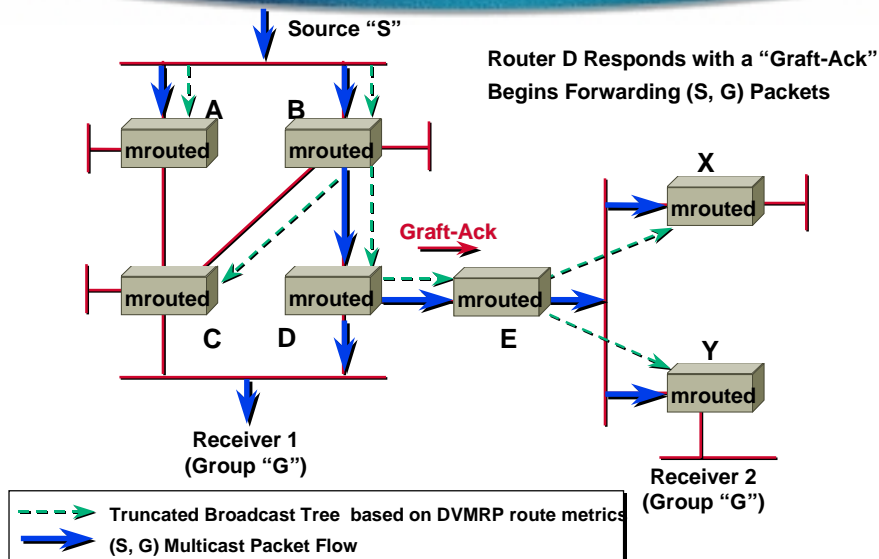 Source “S”
Router D Responds with a “Graft-Ack”
Begins Forwarding (S, G) Packets
A
B
mrouted
mrouted
X
mrouted
Graft-Ack
mrouted
mrouted
mrouted
C
D
E
Y
mrouted
Receiver 1
(Group “G”)
Receiver 2
(Group “G”)
Truncated Broadcast Tree based on DVMRP route metrics
(S, G) Multicast Packet Flow